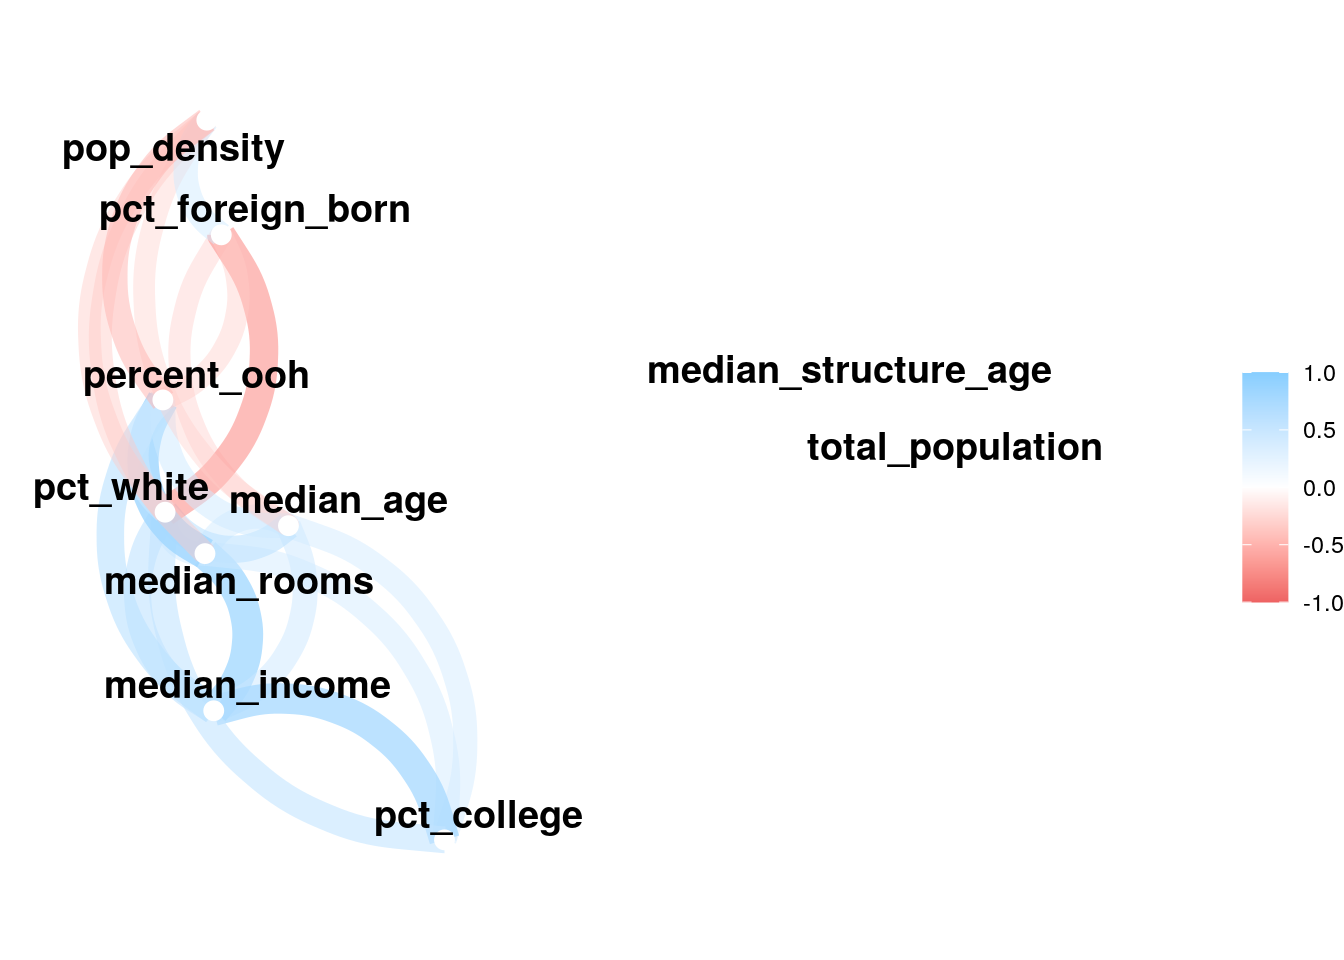 pop_density
pct_foreign_born
percent_ooh
pct_white
median_age
median_rooms
median_income
pct_college
median_structure_age
total_population
1.0
0.5
0.0
-0.5
-1.0